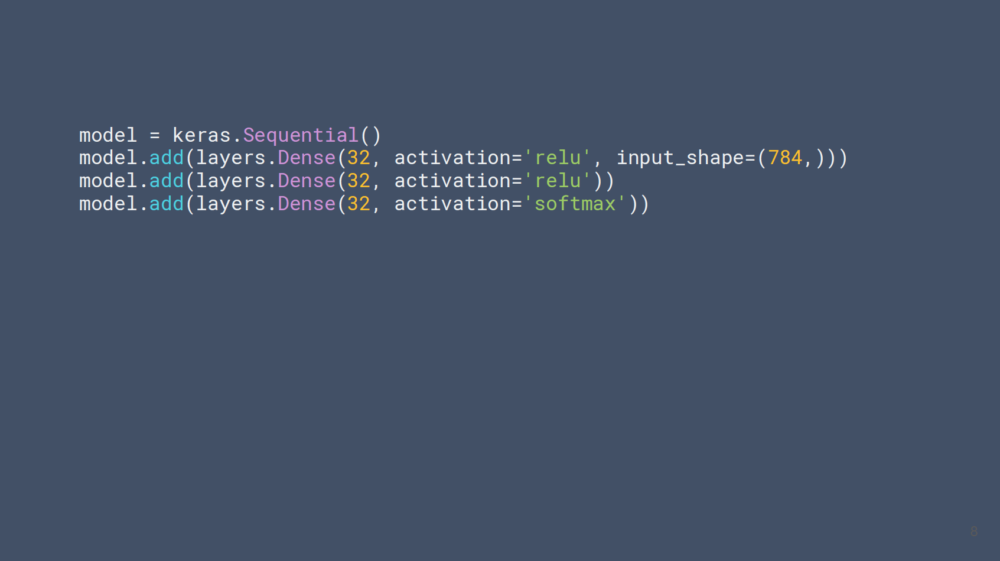 model = keras.Sequential()
model.add(layers.Dense(32, activation='relu', input_shape=(784,)))
model.add(layers.Dense(32, activation='relu'))
model.add(layers.Dense(32, activation='softmax'))
8